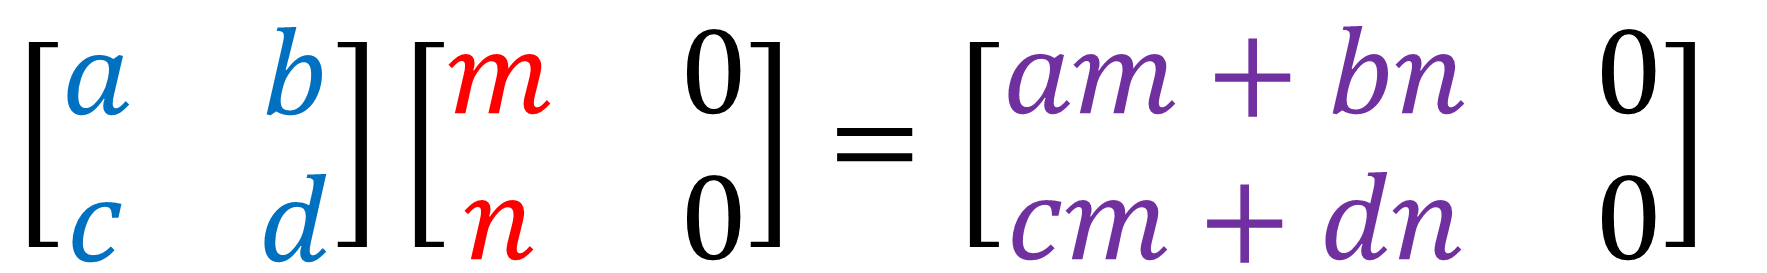 [a b] [m 0] = [am + bn 0]
[c d] [n 0] [cm + dn 0]